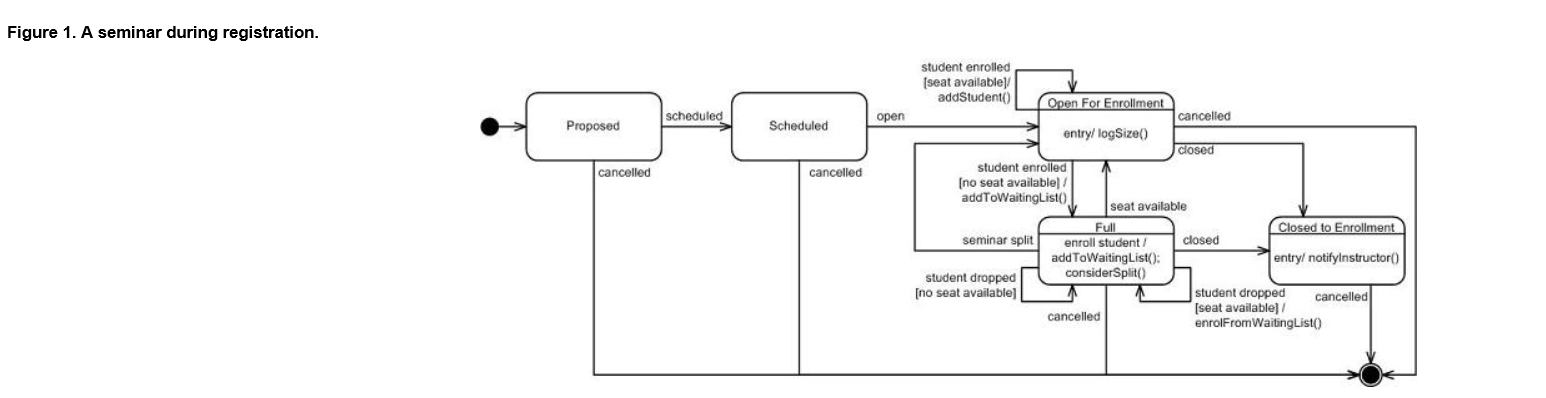 Figure 1. A seminar during registration.
student enrolled
[seat available]/
addStudent()
Proposed
scheduled
Scheduled
open
Open For Enrollment
entry/ logSize()
cancelled
closed
cancelled
cancelled
student enrolled
[no seat available] /
addToWaitingList()
seat available
seminar split
Full
enroll student /
addToWaitingList();
considerSplit()
closed
Closed to Enrollment
entry/ notifyInstructor()
student dropped
[no seat available]
student dropped
[seat available] /
enrolFromWaitingList()
cancelled
cancelled